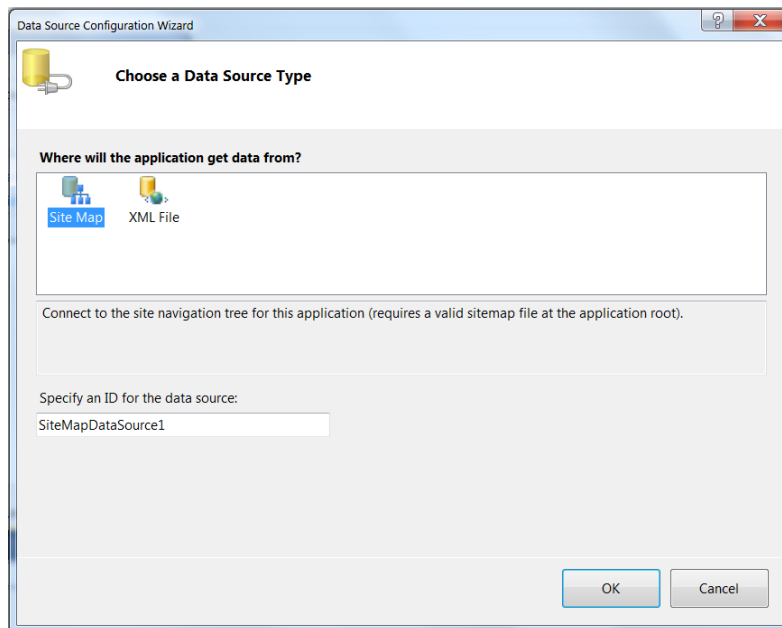 Data Source Configuration Wizard
Choose a Data Source Type
Where will the application get data from?
Site Map XML File
Connect to the site navigation tree for this application (requires a valid sitemap file at the application root).
Specify an ID for the data source:
SiteMapDataSource1
OK Cancel